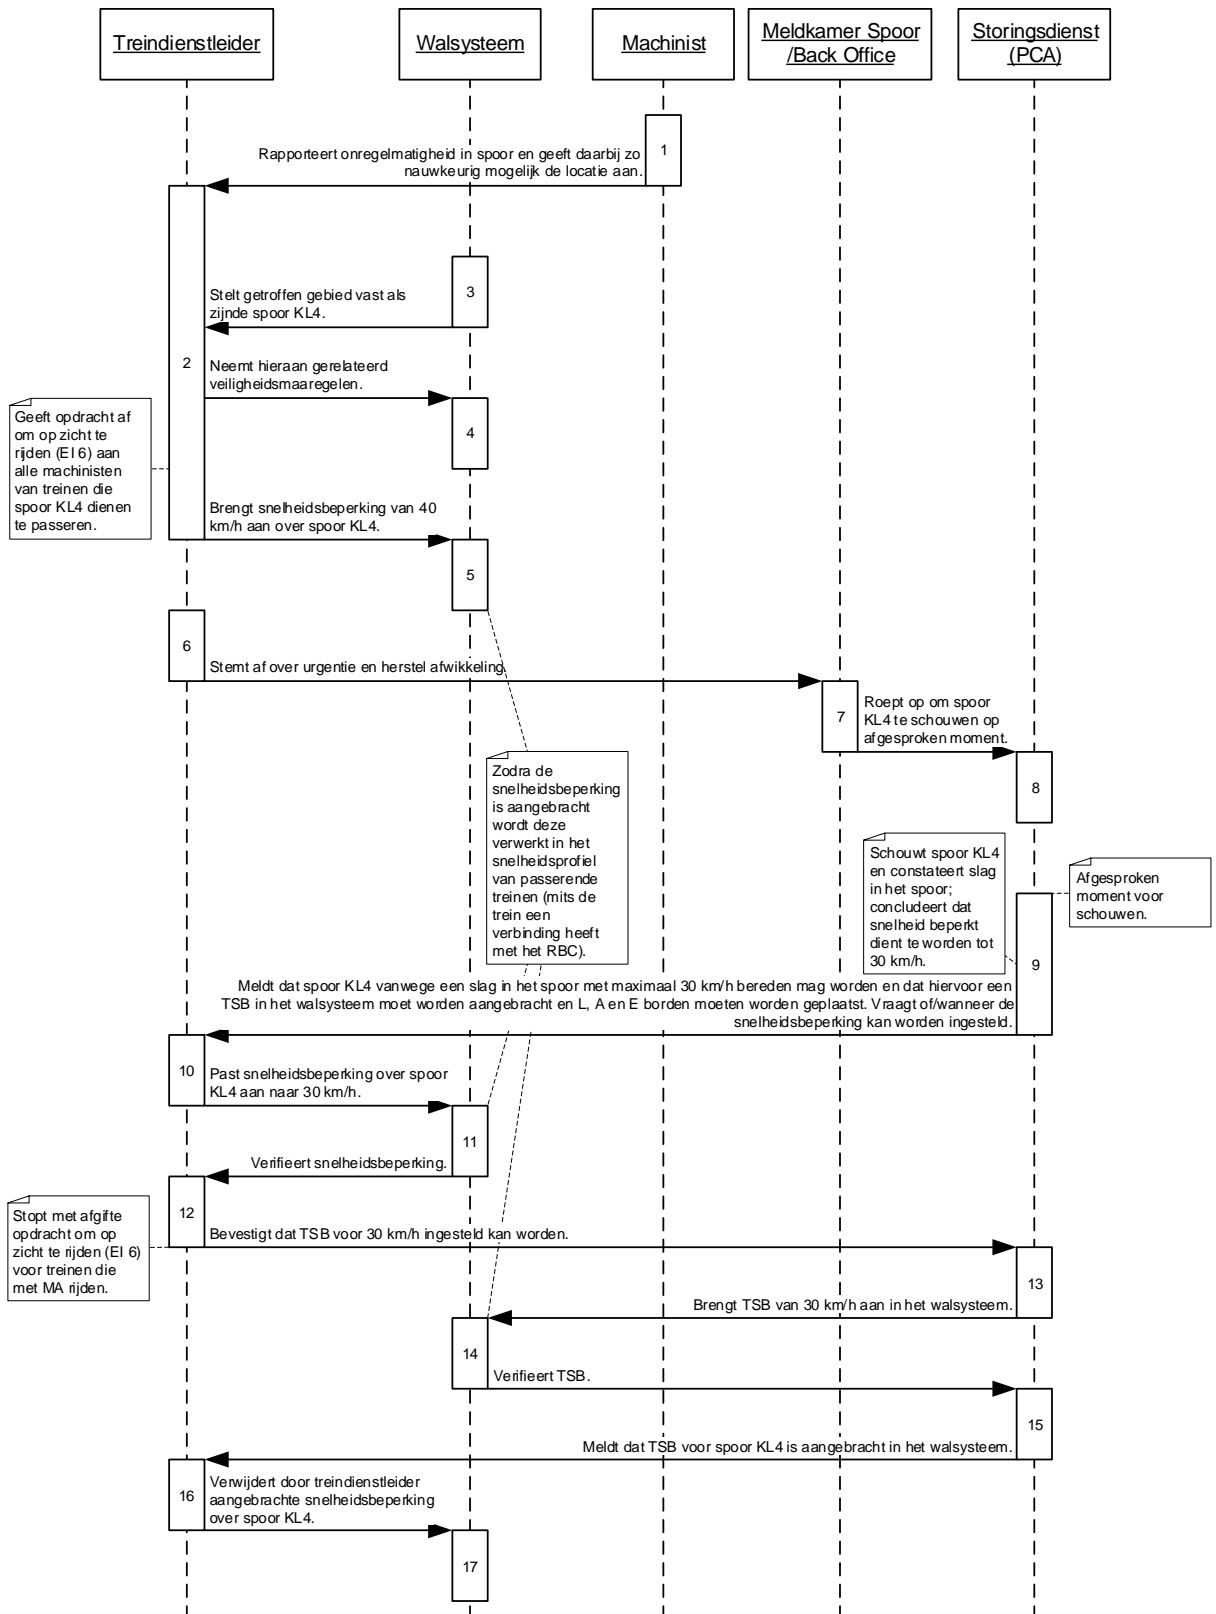 Treindienstleider
Walsysteem
Machinist
Meldkamer Spoor
/Back Office
Storingsdienst
(PCA)
1
Rapporteert onregelmatigheid in spoor en geeft daarbij zo
nauwkeurig mogelijk de locatie aan.
3
Stelt getroffen gebied vast als
zijnde spoor KL4.
2
Neemt hieraan gerelateerd
veiligheidsmaaregelen.
4
Geeft opdracht af
om op zicht te
rijden (EI 6) aan
alle machinisten
van treinen die
spoor KL4 dienen
te passeren.
Brengt snelheidsbeperking van 40
km/h aan over spoor KL4.
5
6
Stemt af over urgentie en herstel afwikkeling.
7
Roept op om spoor
KL4 te schouwen op
afgesproken moment.
8
Zodra de
snelheidsbeperking
is aangebracht
wordt deze
verwerkt in het
snelheidsprofiel
van passerende
treinen (mits de
trein een
verbinding heeft
met het RBC).
Schouwt spoor KL4
en constateert slag
in het spoor;
concludeert dat
snelheid beperkt
dient te worden tot
30 km/h.
Afgesproken
moment voor
schouwen.
9
Meldt dat spoor KL4 vanwege een slag in het spoor met maximaal 30 km/h bereden mag worden en dat hiervoor een
TSB in het walsysteem moet worden aangebracht en L, A en E borden moeten worden geplaatst. Vraagt of/wanneer de
snelheidsbeperking kan worden ingesteld.
10
Past snelheidsbeperking over spoor
KL4 aan naar 30 km/h.
11
Verifieert snelheidsbeperking.
12
Stopt met afgifte
opdracht om op
zicht te rijden (EI 6)
voor treinen die
met MA rijden.
Bevestigt dat TSB voor 30 km/h ingesteld kan worden.
13
Brengt TSB van 30 km/h aan in het walsysteem.
14
Verifieert TSB.
15
Meldt dat TSB voor spoor KL4 is aangebracht in het walsysteem.
16
Verwijdert door treindienstleider
aangebrachte snelheidsbeperking
over spoor KL4.
17